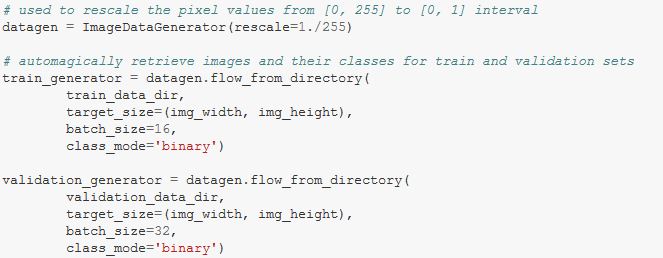 # used to rescale the pixel values from [0, 255] to [0, 1] interval
datagen = ImageDataGenerator(rescale=1./255)
# automagically retrieve images and their classes for train and validation sets
train_generator = datagen.flow_from_directory(
        train_data_dir,
        target_size=(img_width, img_height),
        batch_size=16,
        class_mode='binary')
validation_generator = datagen.flow_from_directory(
        validation_data_dir,
        target_size=(img_width, img_height),
        batch_size=32,
        class_mode='binary')